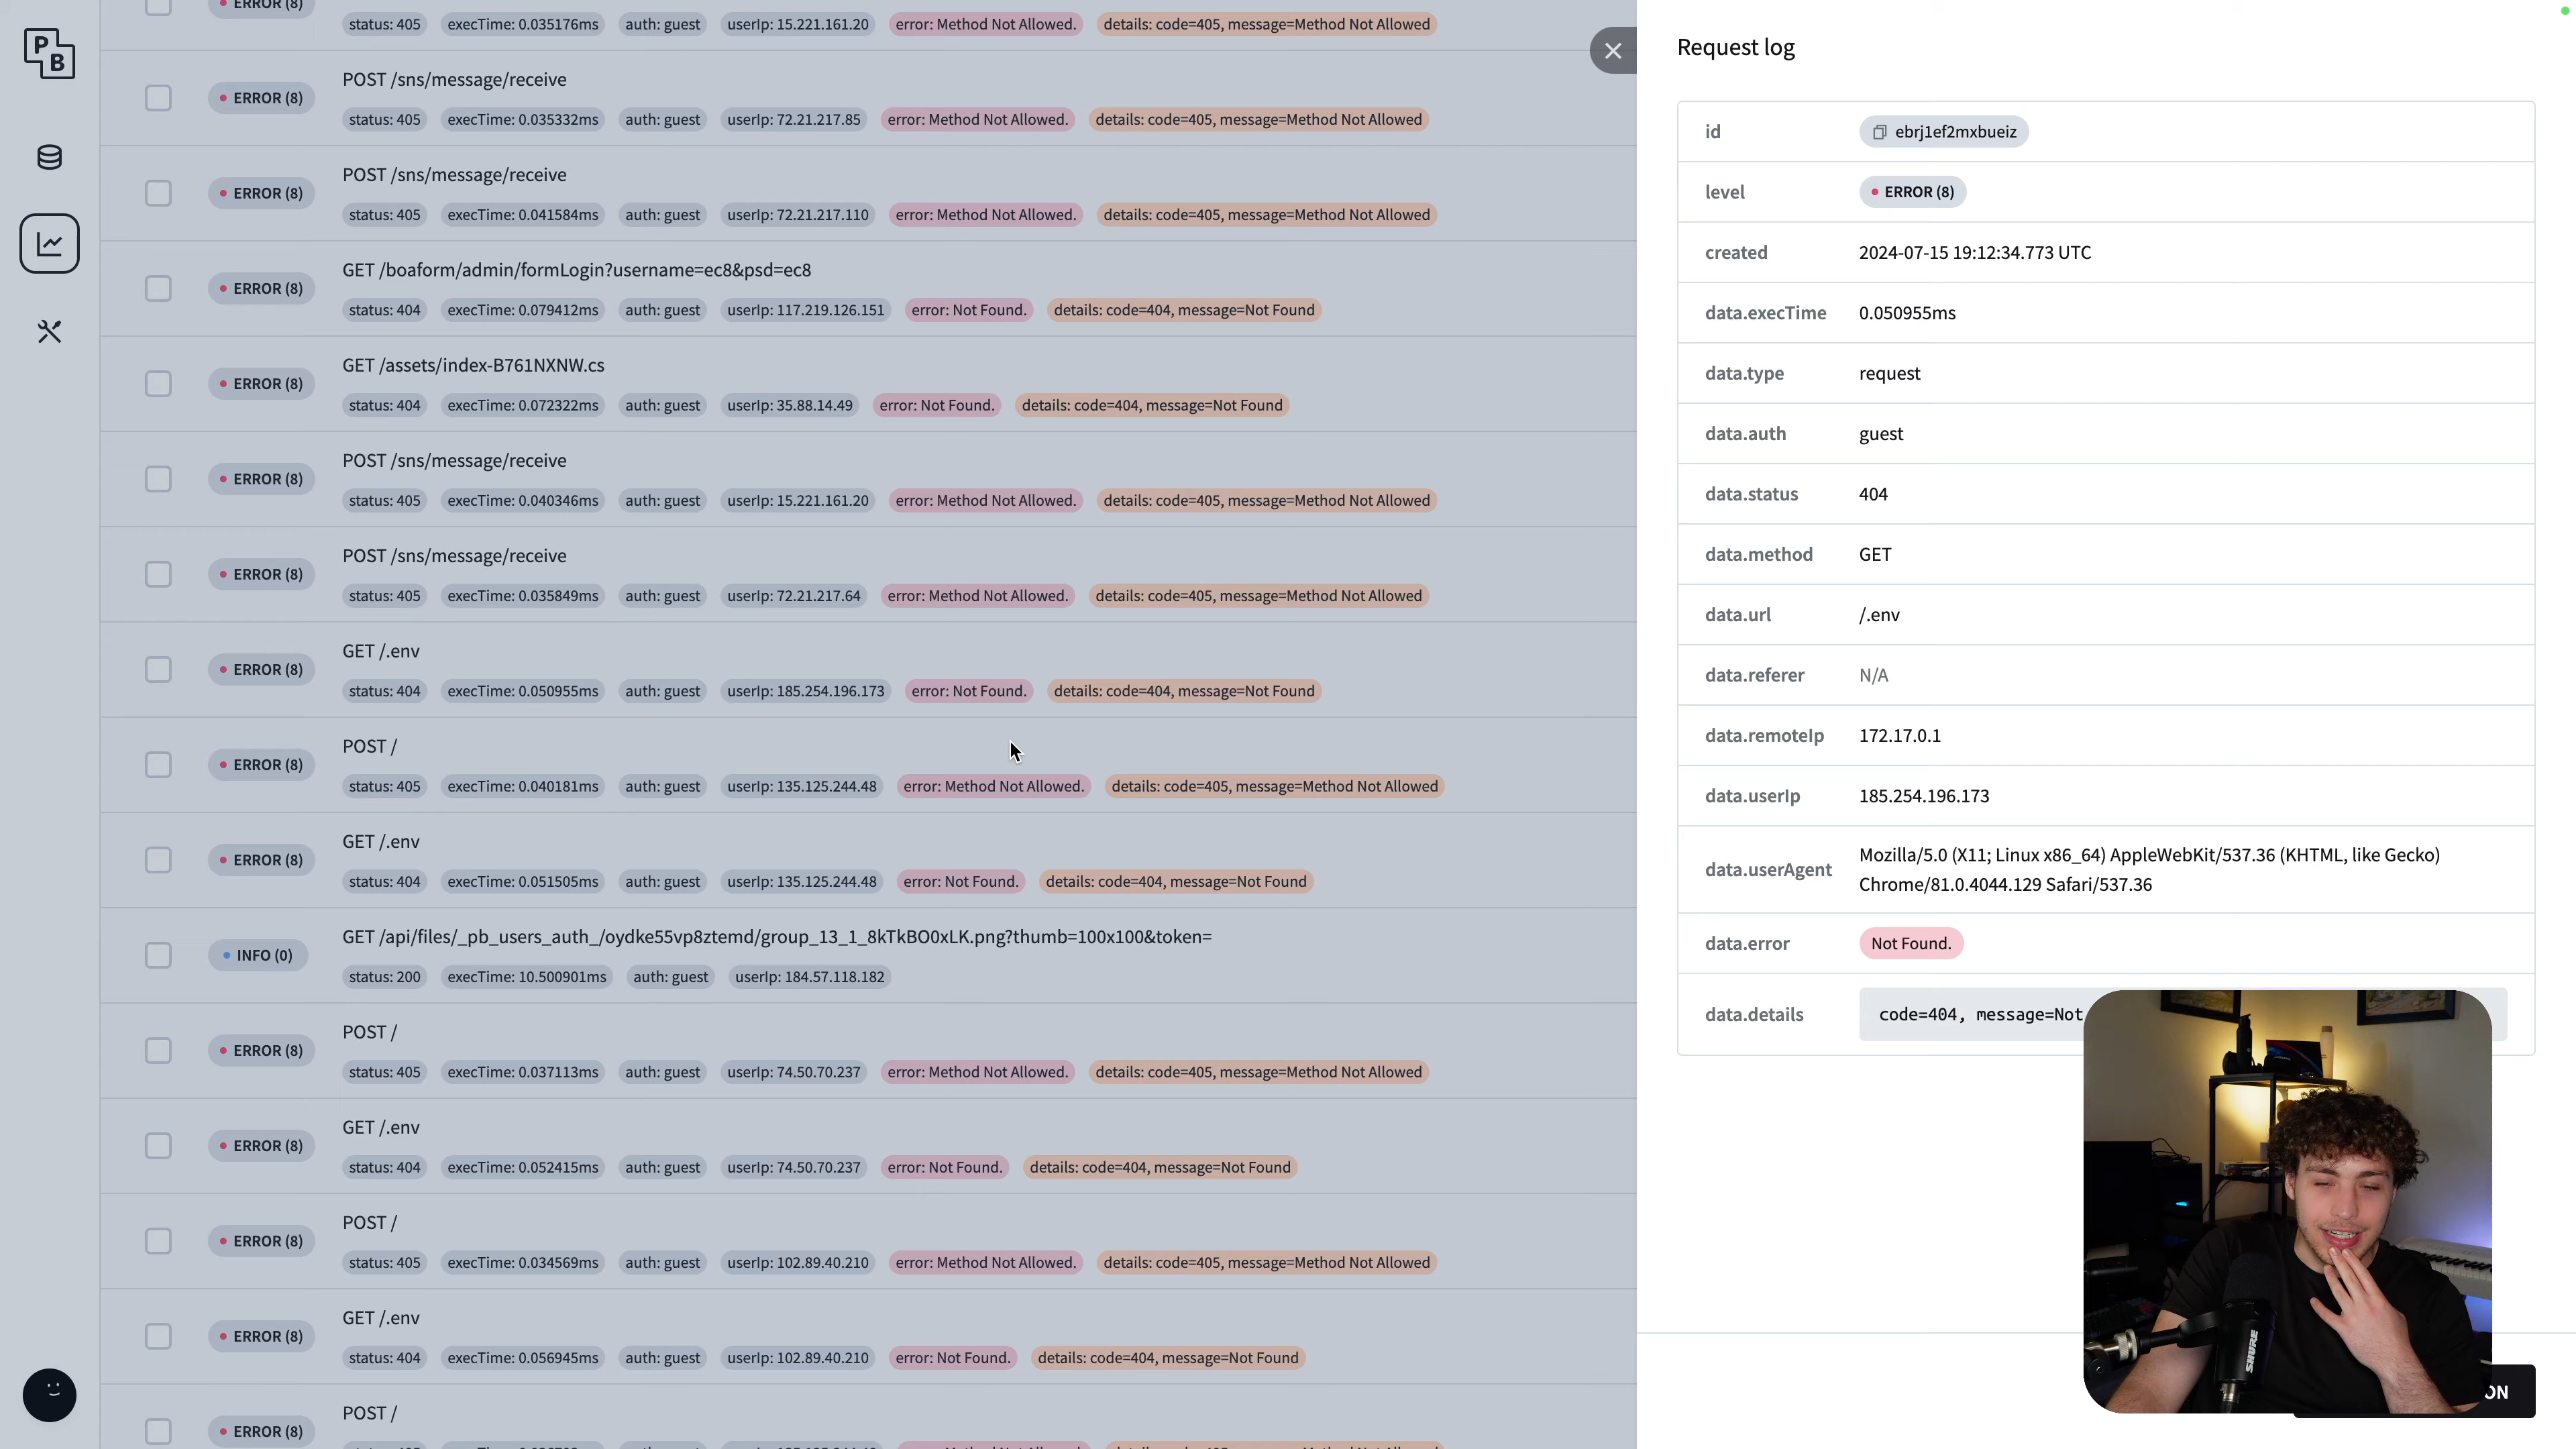 P
B
ERROR (8)
status: 405 execTime: 0.035176ms auth: guest userIp: 15.221.161.20 error: Method Not Allowed. details: code=405, message=Method Not Allowed
ERROR (8)
POST /sns/message/receive
status: 405 execTime: 0.035332ms auth: guest userIp: 72.21.217.85 error: Method Not Allowed. details: code=405, message=Method Not Allowed
ERROR (8)
POST /sns/message/receive
status: 405 execTime: 0.041584ms auth: guest userIp: 72.21.217.110 error: Method Not Allowed. details: code=405, message=Method Not Allowed
ERROR (8)
GET /boaform/admin/formLogin?username=ec8&psd=ec8
status: 404 execTime: 0.079412ms auth: guest userIp: 117.219.126.151 error: Not Found. details: code=404, message=Not Found
ERROR (8)
GET /assets/index-B761NXNW.cs
status: 404 execTime: 0.072322ms auth: guest userIp: 35.88.14.49 error: Not Found. details: code=404, message=Not Found
ERROR (8)
POST /sns/message/receive
status: 405 execTime: 0.040346ms auth: guest userIp: 15.221.161.20 error: Method Not Allowed. details: code=405, message=Method Not Allowed
ERROR (8)
POST /sns/message/receive
status: 405 execTime: 0.035849ms auth: guest userIp: 72.21.217.64 error: Method Not Allowed. details: code=405, message=Method Not Allowed
ERROR (8)
GET /.env
status: 404 execTime: 0.050955ms auth: guest userIp: 185.254.196.173 error: Not Found. details: code=404, message=Not Found
ERROR (8)
POST /
status: 405 execTime: 0.040181ms auth: guest userIp: 135.125.244.48 error: Method Not Allowed. details: code=405, message=Method Not Allowed
ERROR (8)
GET /.env
status: 404 execTime: 0.051505ms auth: guest userIp: 135.125.244.48 error: Not Found. details: code=404, message=Not Found
INFO (0)
GET /api/files/_pb_users_auth_/oydke55vp8ztemd/group_13_1_8kTkBO0xLK.png?thumb=100x100&token=
status: 200 execTime: 10.500901ms auth: guest userIp: 184.57.118.182
ERROR (8)
POST /
status: 405 execTime: 0.037113ms auth: guest userIp: 74.50.70.237 error: Method Not Allowed. details: code=405, message=Method Not Allowed
ERROR (8)
GET /.env
status: 404 execTime: 0.052415ms auth: guest userIp: 74.50.70.237 error: Not Found. details: code=404, message=Not Found
ERROR (8)
POST /
status: 405 execTime: 0.034569ms auth: guest userIp: 102.89.40.210 error: Method Not Allowed. details: code=405, message=Method Not Allowed
ERROR (8)
GET /.env
status: 404 execTime: 0.056945ms auth: guest userIp: 102.89.40.210 error: Not Found. details: code=404, message=Not Found
ERROR (8)
POST /
Request log
id ebrj1ef2mxbueiz
level ERROR (8)
created 2024-07-15 19:12:34.773 UTC
data.execTime 0.050955ms
data.type request
data.auth guest
data.status 404
data.method GET
data.url /.env
data.referer N/A
data.remoteIp 172.17.0.1
data.userIp 185.254.196.173
data.userAgent Mozilla/5.0 (X11; Linux x86_64) AppleWebKit/537.36 (KHTML, like Gecko)
Chrome/81.0.4044.129 Safari/537.36
data.error Not Found.
data.details code=404, message=Not
SHURE
ON